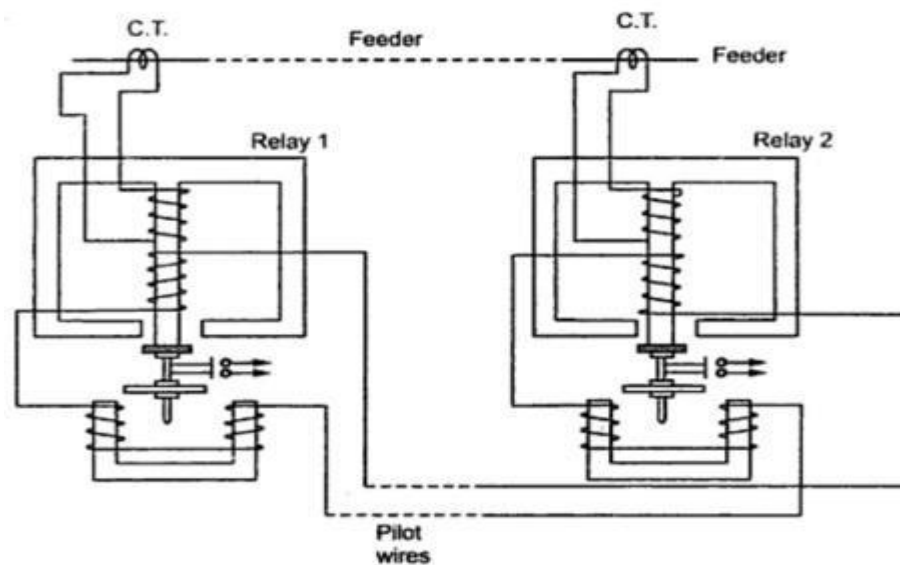 C.T.
C.T.
Feeder
Feeder
Relay 1
Relay 2
Pilot
wires